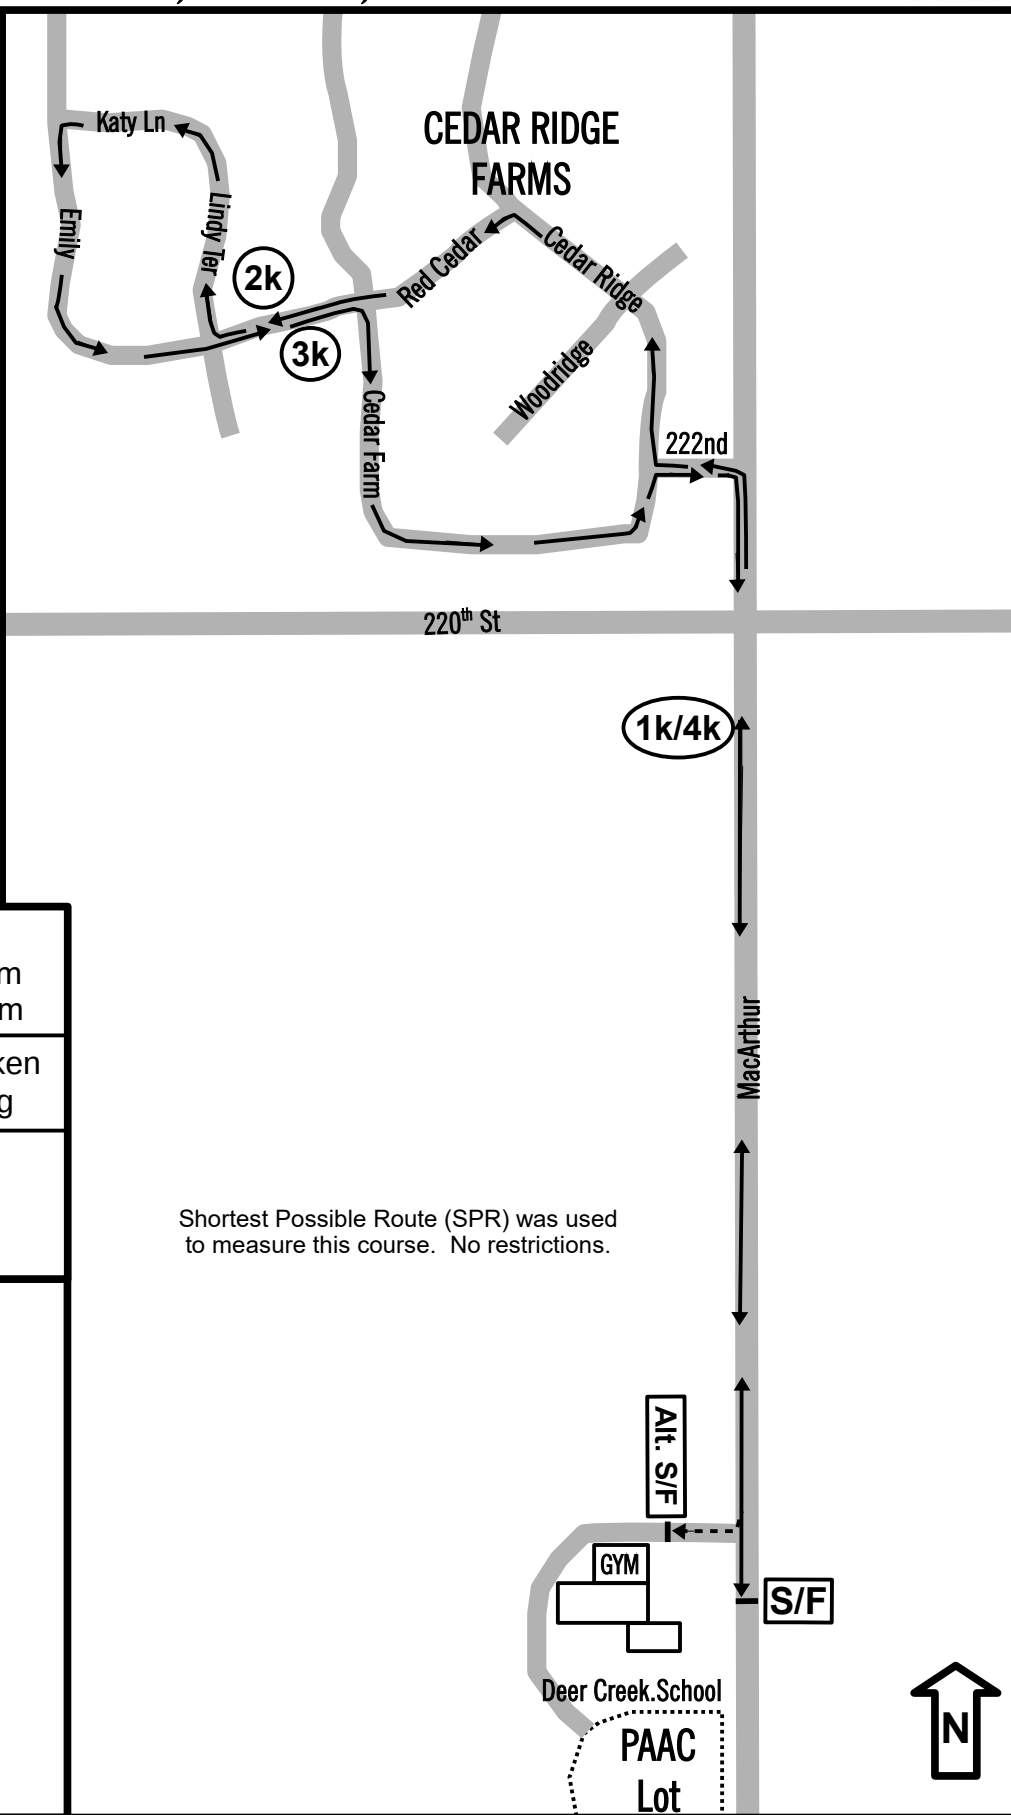 Katy Ln
CEDAR RIDGE
FARMS
Emily
Lindy Ter
2k
Red Cedar
Cedar Ridge
3k
Woodridge
Cedar Farm
222nd
220th St
1k/4k
m
m
ken
g
MacArthur
Shortest Possible Route (SPR) was used
to measure this course.  No restrictions.
Alt. S/F
GYM
S/F
Deer Creek.School
PAAC
Lot
N